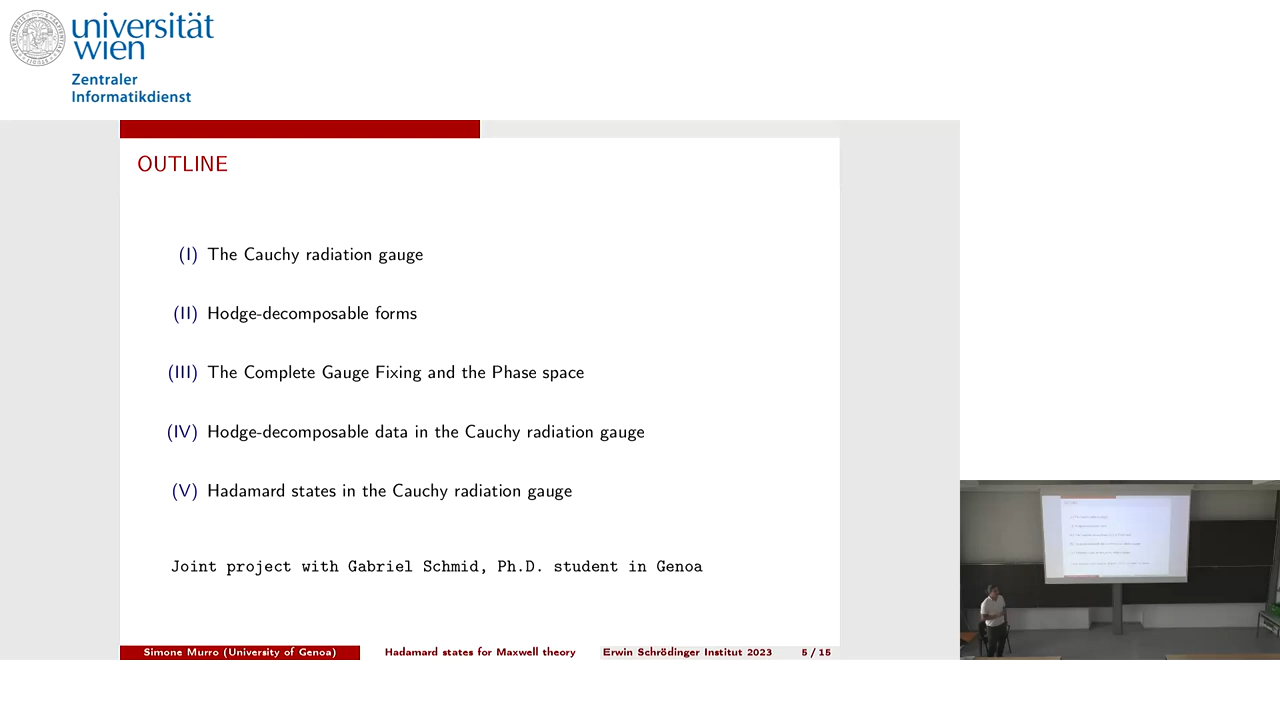 universität
wien
Zentraler
Informatikdienst
OUTLINE
(I) The Cauchy radiation gauge
(II) Hodge-decomposable forms
(III) The Complete Gauge Fixing and the Phase space
(IV) Hodge-decomposable data in the Cauchy radiation gauge
(V) Hadamard states in the Cauchy radiation gauge
Joint project with Gabriel Schmid, Ph.D. student in Genoa
Simone Murro (University of Genoa) Hadamard states for Maxwell theory Erwin Schrödinger Institut 2023 5 / 15